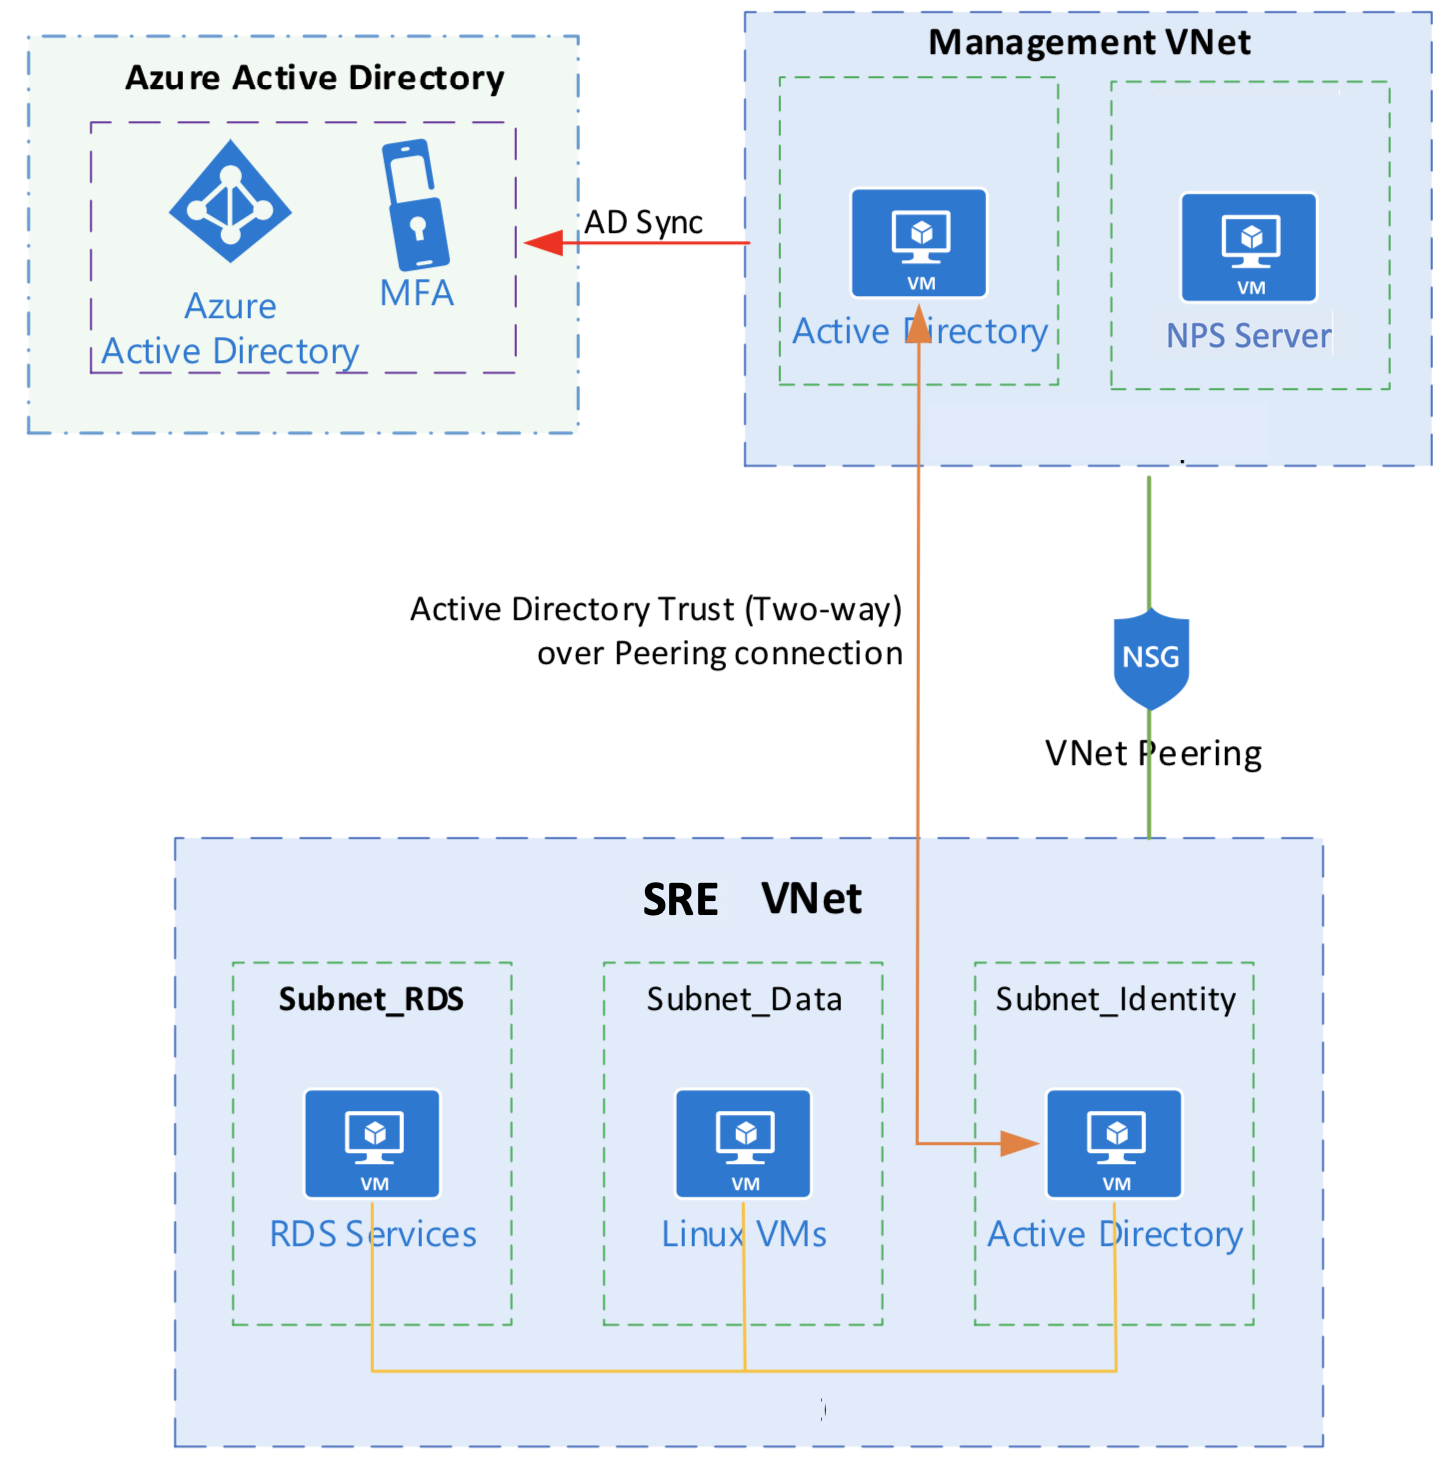 Azure Active Directory
Azure
Active Directory
MFA
AD Sync
Management VNet
VM
Active Directory
VM
NPS Server
Active Directory Trust (Two-way)
over Peering connection
NSG
VNet Peering
SRE VNet
Subnet_RDS
VM
RDS Services
Subnet_Data
VM
Linux VMs
Subnet_Identity
VM
Active Directory